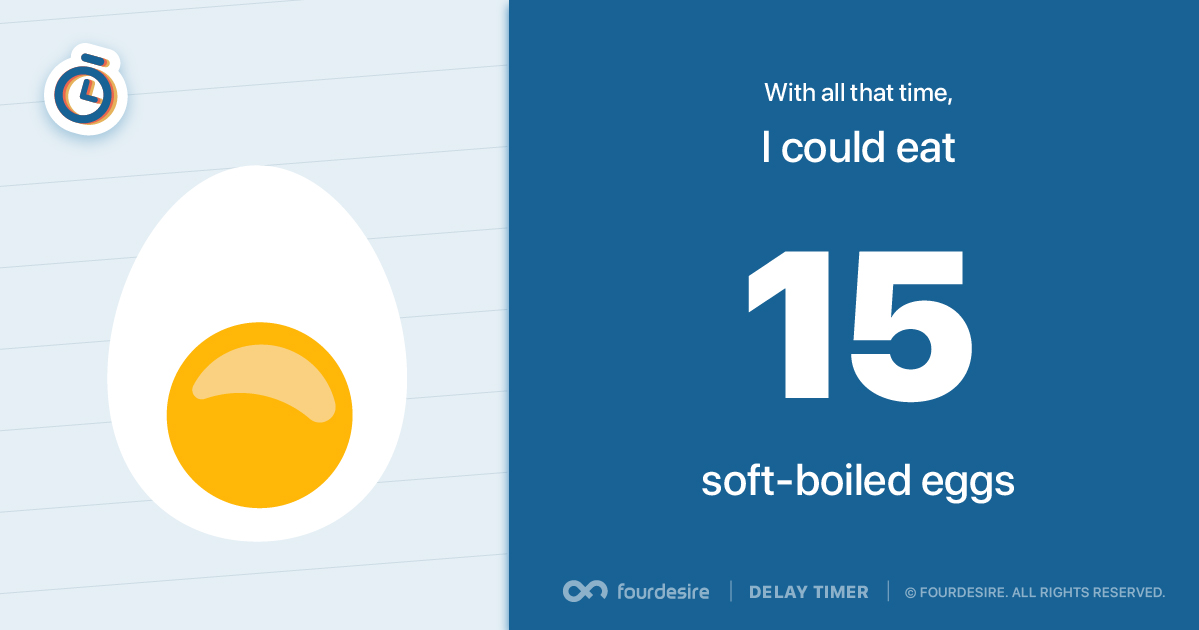 With all that time,
I could eat
15
soft-boiled eggs
fourdesire | DELAY TIMER | © FOURDESIRE. ALL RIGHTS RESERVED.